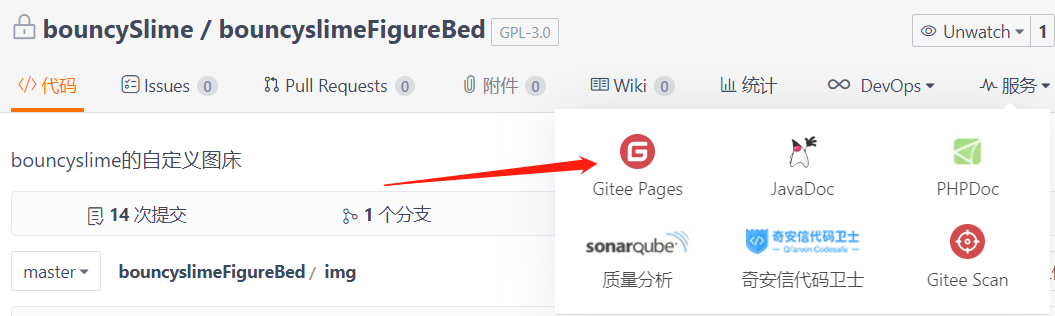 bouncySlime / bouncyslimeFigureBed GPL-3.0 Unwatch 1
代码 Issues 0 Pull Requests 0 附件 0 Wiki 0 统计 DevOps 服务
bouncyslime的自定义图床
G
Gitee Pages JavaDoc PHPDoc
14 次提交 1 个分支
sonarqube 奇安信代码卫士
Qi'anxin Codesafe
master bouncyslimeFigureBed / img
质量分析 奇安信代码卫士 Gitee Scan